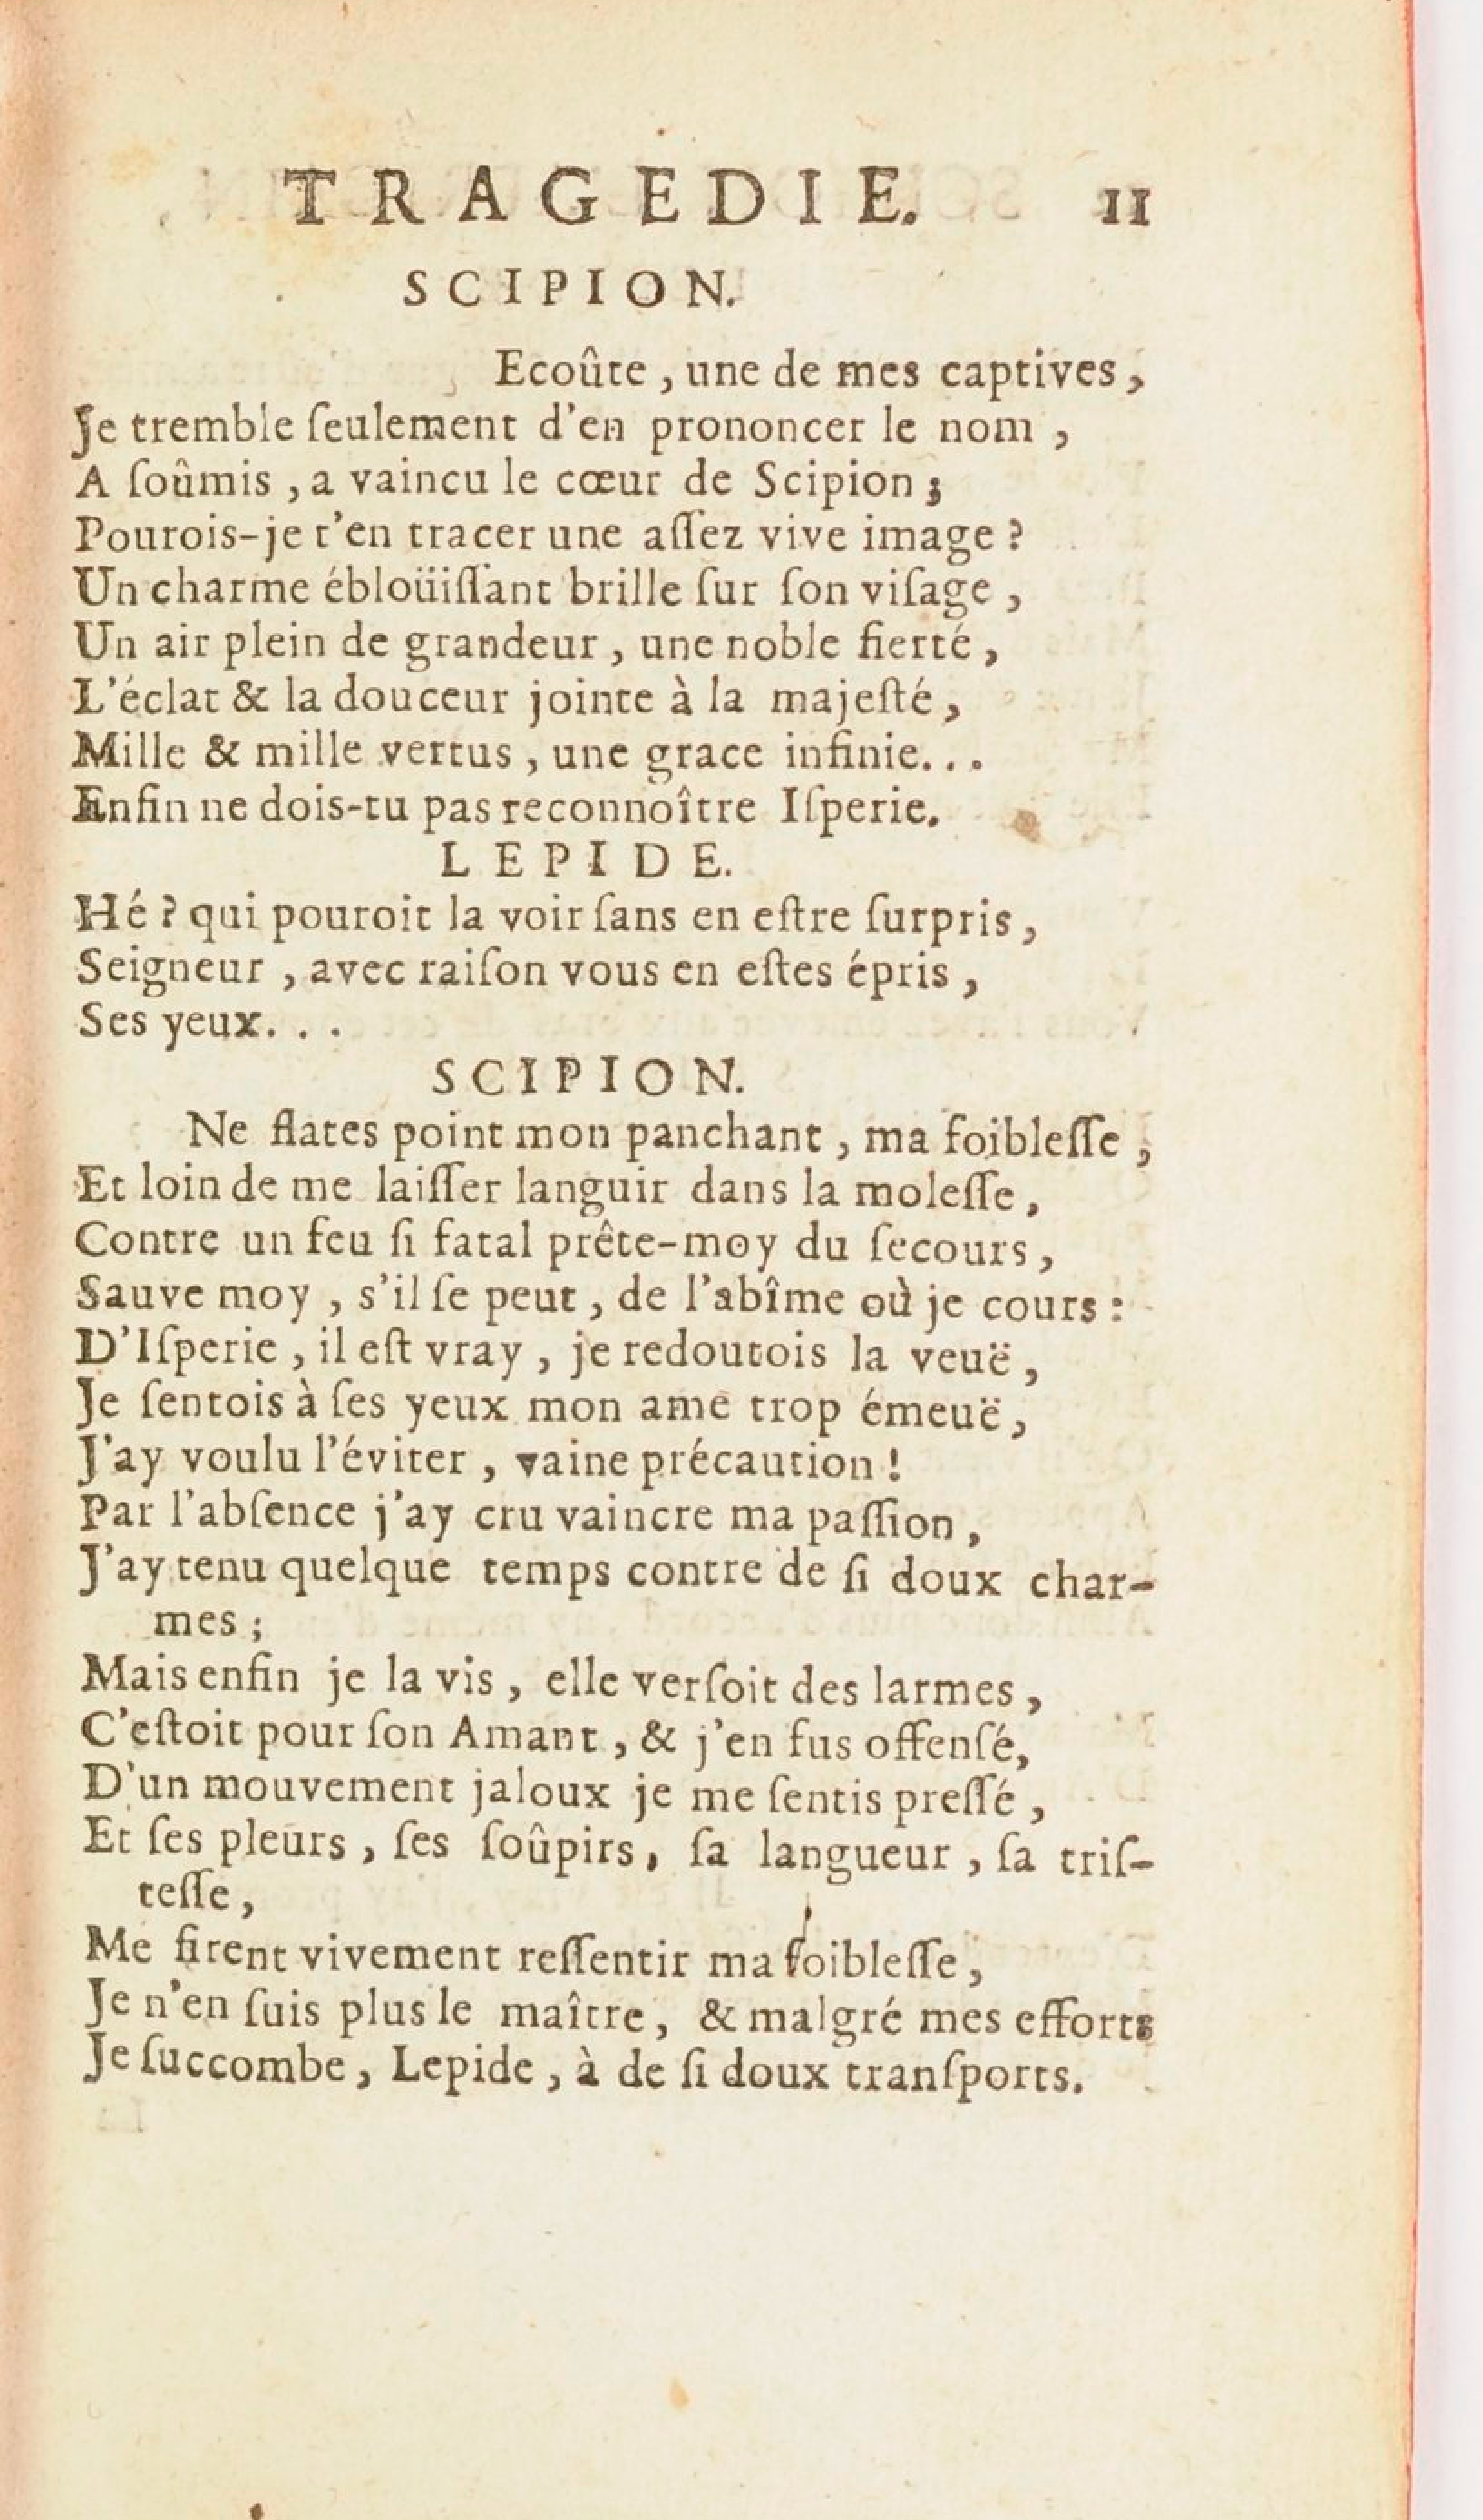 TRAGEDIE. 11
SCIPION.
Ecoûte, une de mes captives,
Je tremble ſeulement d'en prononcer le nom,
A ſoûmis, a vaincu le cœur de Scipion;
Pourois-je t'en tracer une aſſez vive image?
Un charme ébloüiſſant brille ſur ſon viſage,
Un air plein de grandeur, une noble fierté,
L'éclat & la douceur jointe à la majeſté,
Mille & mille vertus, une grace infinie...
Enfin ne dois-tu pas reconnoître Iſperie.
LEPIDE.
Hé? qui pouroit la voir ſans en eſtre ſurpris,
Seigneur, avec raiſon vous en eſtes épris,
Ses yeux...
SCIPION.
Ne flates point mon panchant, ma foibleſſe,
Et loin de me laiſſer languir dans la moleſſe,
Contre un feu ſi fatal prête-moy du ſecours,
Sauve moy, s'il ſe peut, de l'abîme où je cours:
D'Iſperie, il eſt vray, je redoutois la veuë,
Je ſentois à ſes yeux mon ame trop émeuë,
J'ay voulu l'éviter, vaine précaution!
Par l'abſence j'ay cru vaincre ma paſſion,
J'ay tenu quelque temps contre de ſi doux char-
mes;
Mais enfin je la vis, elle verſoit des larmes,
C'eſtoit pour ſon Amant, & j'en fus offenſé,
D'un mouvement jaloux je me ſentis preſſé,
Et ſes pleurs, ſes ſoûpirs, ſa langueur, ſa triſ-
teſſe,
Me firent vivement reſſentir ma foibleſſe,
Je n'en ſuis plus le maître, & malgré mes efforts
Je ſuccombe, Lepide, à de ſi doux tranſports.